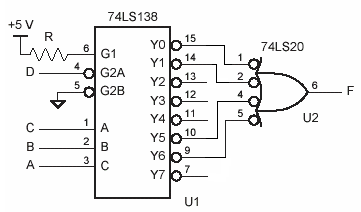 74LS138
+5 V
R
6 G1
D 4 G2A
5 G2B
C 1 A
B 2 B
A 3 C
Y0 15
Y1 14
Y2 13
Y3 12
Y4 11
Y5 10
Y6 9
Y7 7
U1
74LS20
1
2
4
5
6 F
U2